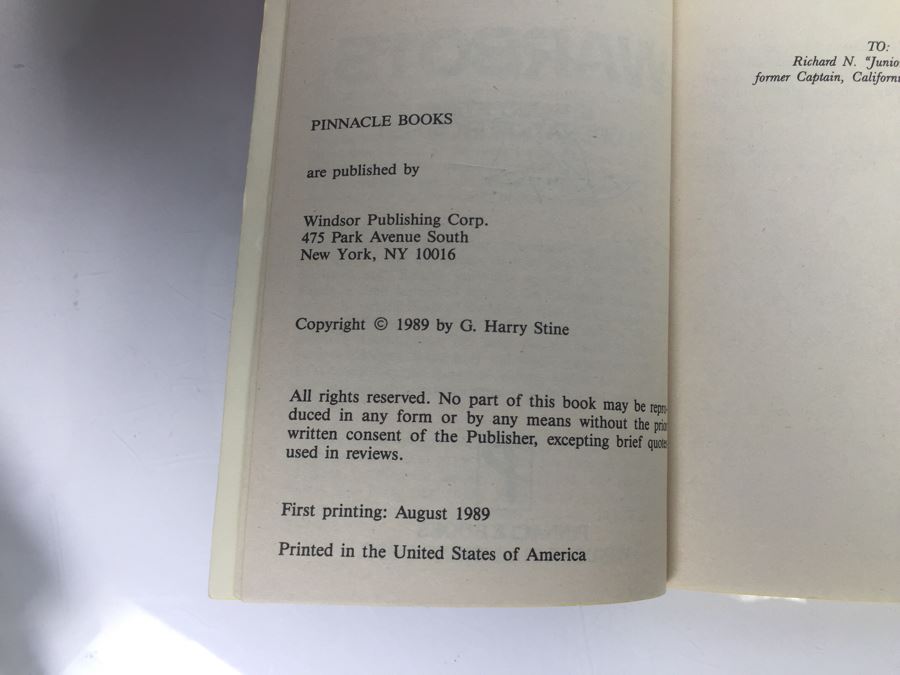 PINNACLE BOOKS
are published by
Windsor Publishing Corp.
475 Park Avenue South
New York, NY 10016
Copyright © 1989 by G. Harry Stine
All rights reserved. No part of this book may be repro-
duced in any form or by any means without the prior
written consent of the Publisher, excepting brief quotes
used in reviews.
First printing: August 1989
Printed in the United States of America
TO:
Richard N. "Junio
former Captain, Californi